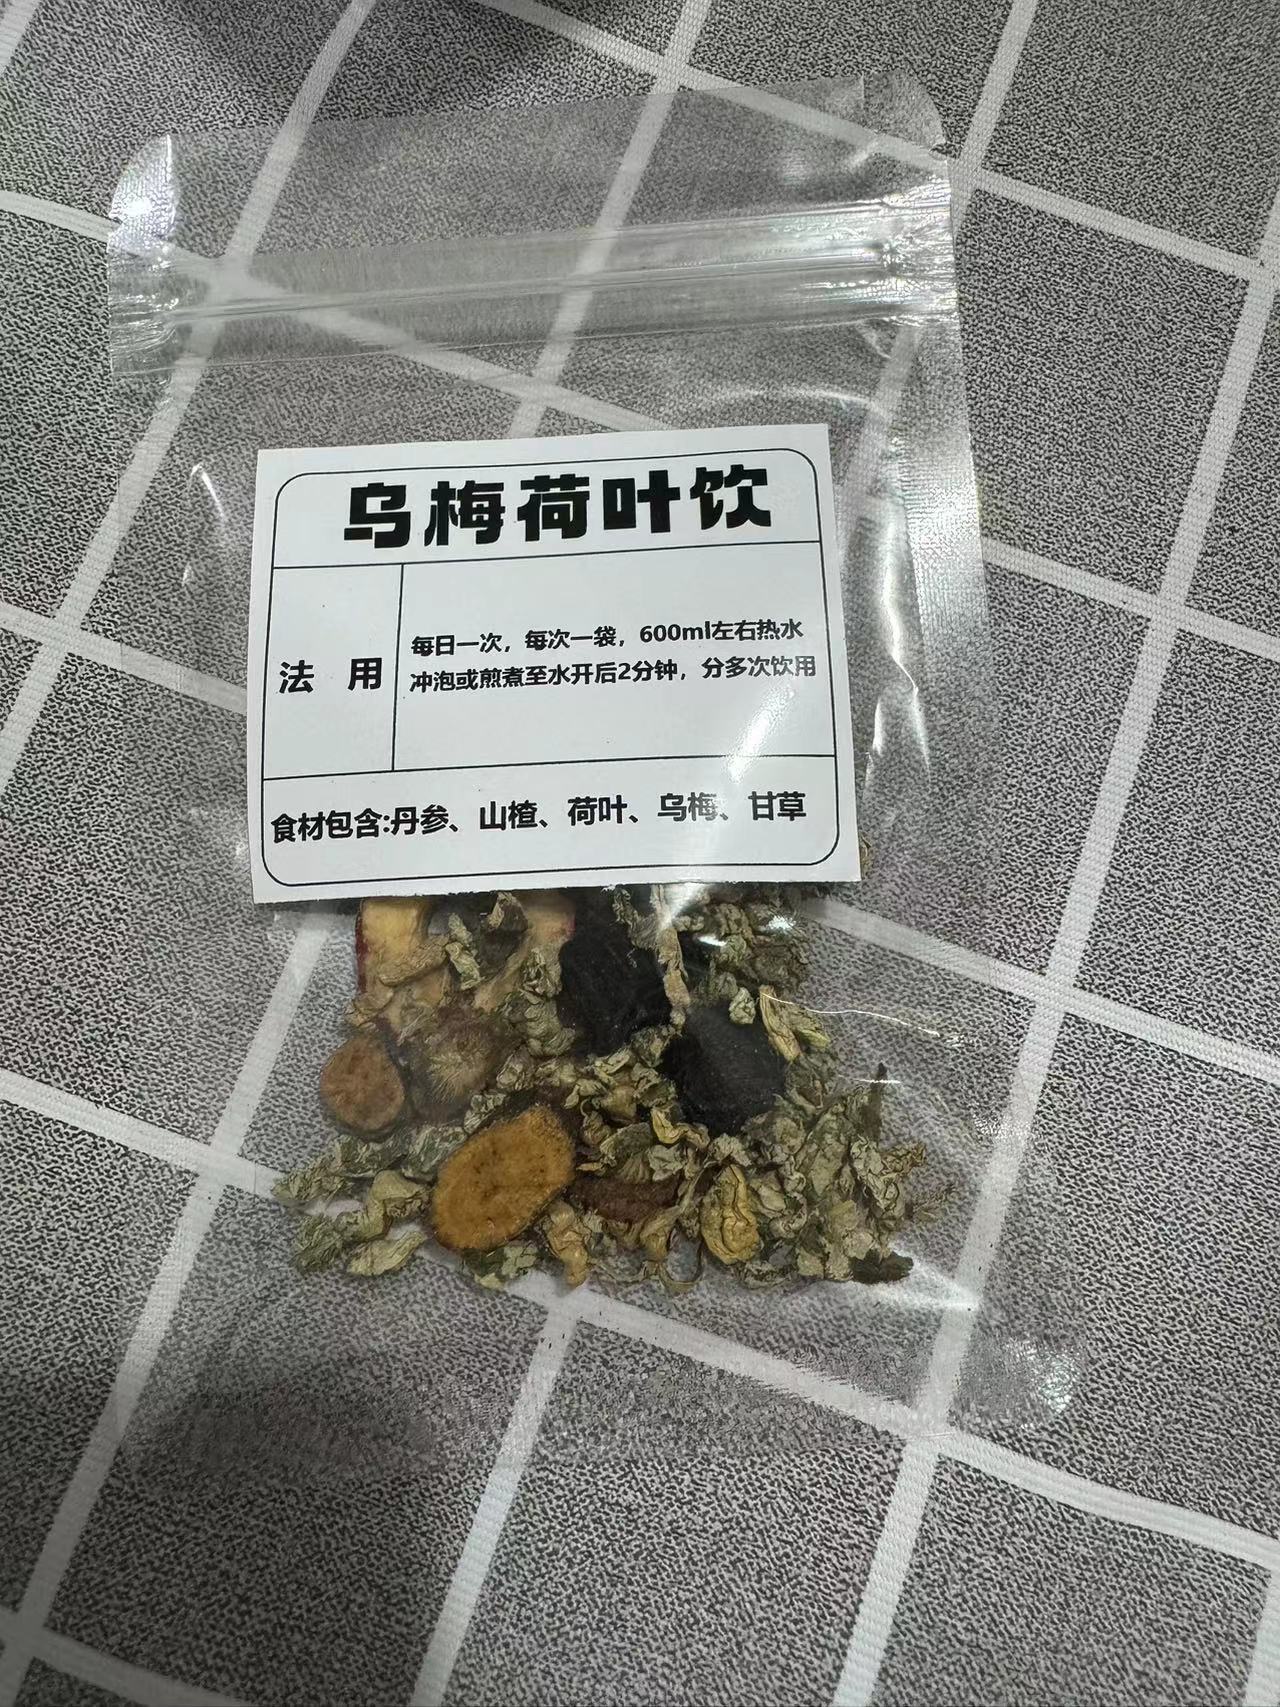 乌梅荷叶饮
法 用
每日一次，每次一袋，600ml左右热水
冲泡或煎煮至水开后2分钟，分多次饮用
食材包含:丹参、山楂、荷叶、乌梅、甘草